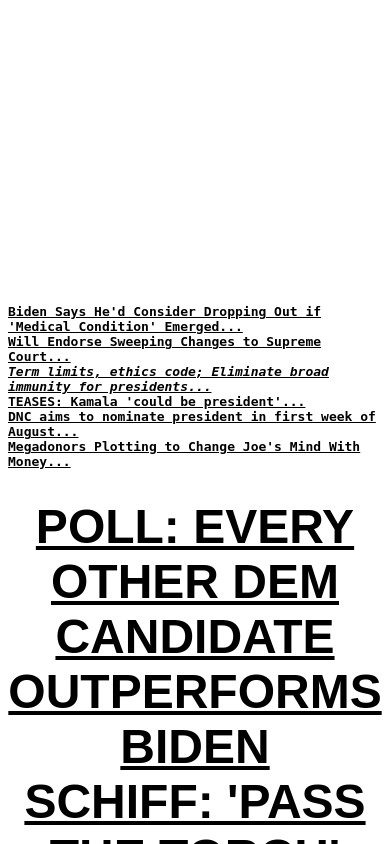 Biden Says He'd Consider Dropping Out if
'Medical Condition' Emerged...
Will Endorse Sweeping Changes to Supreme
Court...
Term limits, ethics code; Eliminate broad
immunity for presidents...
TEASES: Kamala 'could be president'...
DNC aims to nominate president in first week of
August...
Megadonors Plotting to Change Joe's Mind With
Money...
POLL: EVERY
OTHER DEM
CANDIDATE
OUTPERFORMS
BIDEN
SCHIFF: 'PASS
THE TORCH'